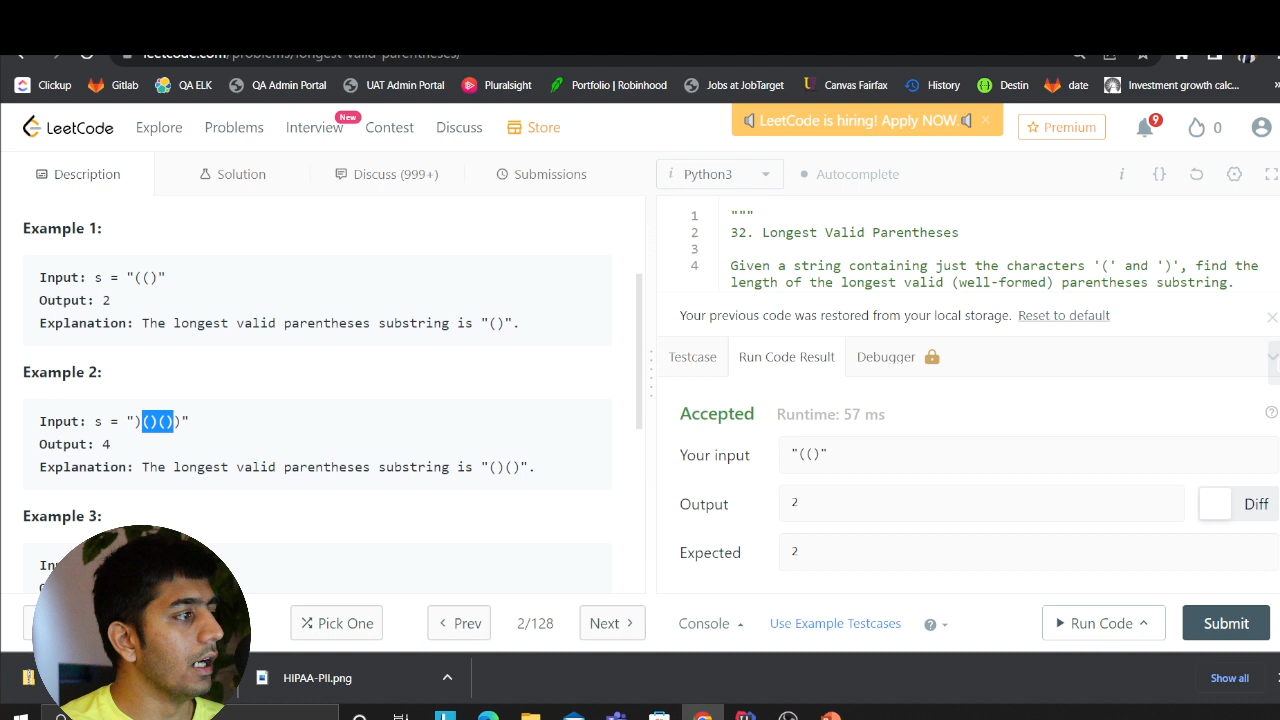 leetcode.com/problems/longest-valid-parentheses/
Clickup Gitlab QA ELK QA Admin Portal UAT Admin Portal Pluralsight Portfolio | Robinhood Jobs at JobTarget Canvas Fairfax History Destin date Investment growth calc...
LeetCode Explore Problems Interview New Contest Discuss Store LeetCode is hiring! Apply NOW Premium 9 0
Description Solution Discuss (999+) Submissions
Python3 Autocomplete
Example 1:
Input: s = "(()"
Output: 2
Explanation: The longest valid parentheses substring is "()".
Example 2:
Input: s = ")()())"
Output: 4
Explanation: The longest valid parentheses substring is "()()".
Example 3:
1 """
2 32. Longest Valid Parentheses
3
4 Given a string containing just the characters '(' and ')', find the
length of the longest valid (well-formed) parentheses substring.
Your previous code was restored from your local storage. Reset to default
Testcase Run Code Result Debugger
Accepted Runtime: 57 ms
Your input "(()"
Output 2 Diff
Expected 2
Pick One Prev 2/128 Next Console Use Example Testcases Run Code Submit
HIPAA-PII.png Show all